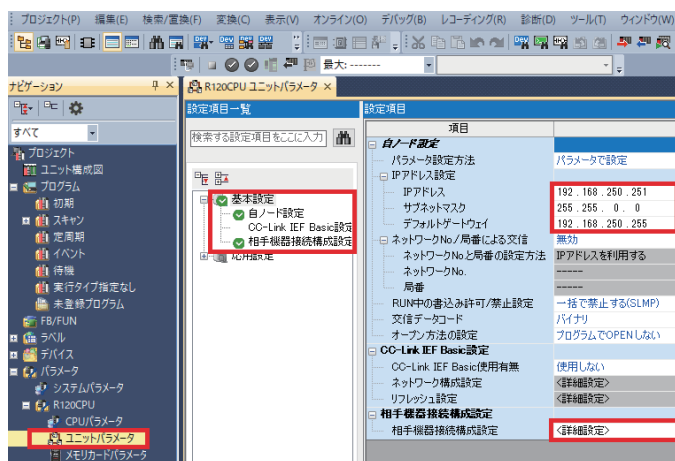 プロジェクト(P) 編集(E) 検索/置換(F) 変換(C) 表示(V) オンライン(O) デバッグ(B) レコーディング(R) 診断(D) ツール(T) ウィンドウ(W)
最大: -------
ナビゲーション
すべて
プロジェクト
ユニット構成図
プログラム
初期
スキャン
定周期
イベント
待機
実行タイプ指定なし
未登録プログラム
FB/FUN
ラベル
デバイス
パラメータ
システムパラメータ
R120CPU
CPUパラメータ
ユニットパラメータ
メモリカードパラメータ
R120CPU ユニットパラメータ
設定項目一覧
検索する設定項目をここに入力
基本設定
自ノード設定
CC-Link IEF Basic設定
相手機器接続構成設定
応用設定
設定項目
項目
自ノード設定
パラメータ設定方法 パラメータで設定
IPアドレス設定
IPアドレス 192 . 168 . 250 . 251
サブネットマスク 255 . 255 . 0 . 0
デフォルトゲートウェイ 192 . 168 . 250 . 255
ネットワークNo./局番による交信 無効
ネットワークNo.と局番の設定方法 IPアドレスを利用する
ネットワークNo. -----
局番 -----
RUN中の書込み許可/禁止設定 一括で禁止する(SLMP)
交信データコード バイナリ
オープン方法の設定 プログラムでOPENしない
CC-Link IEF Basic設定
CC-Link IEF Basic使用有無 使用しない
ネットワーク構成設定 <詳細設定>
リフレッシュ設定 <詳細設定>
相手機器接続構成設定
相手機器接続構成設定 <詳細設定>